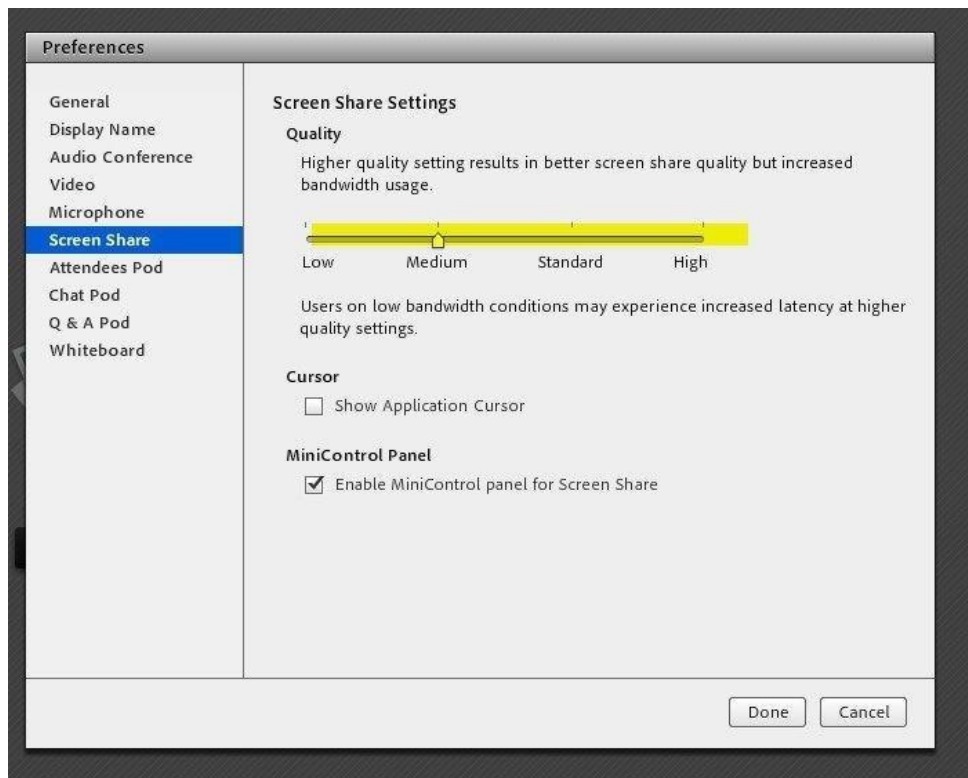 Preferences
General
Display Name
Audio Conference
Video
Microphone
Screen Share
Attendees Pod
Chat Pod
Q & A Pod
Whiteboard
Screen Share Settings
Quality
Higher quality setting results in better screen share quality but increased
bandwidth usage.
Low Medium Standard High
Users on low bandwidth conditions may experience increased latency at higher
quality settings.
Cursor
Show Application Cursor
MiniControl Panel
Enable MiniControl panel for Screen Share
Done Cancel